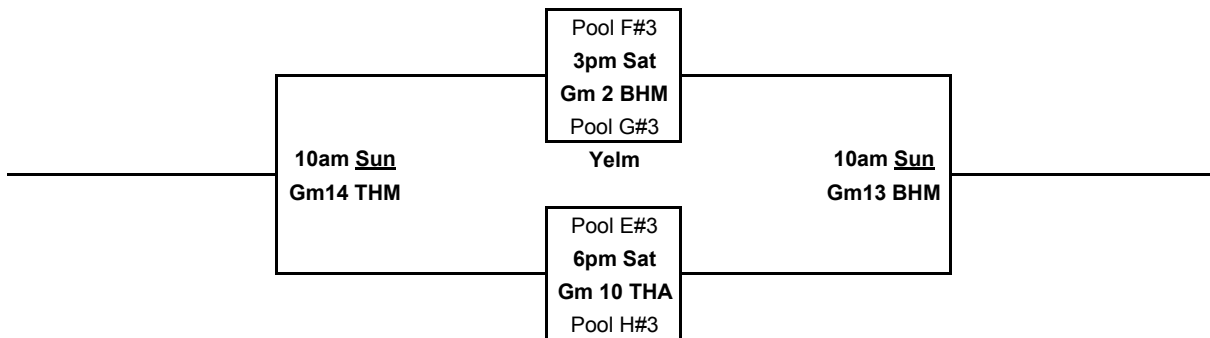 Pool F#3
3pm Sat
Gm 2 BHM
Pool G#3
Yelm
10am Sun
Gm14 THM
10am Sun
Gm13 BHM
Pool E#3
6pm Sat
Gm 10 THA
Pool H#3